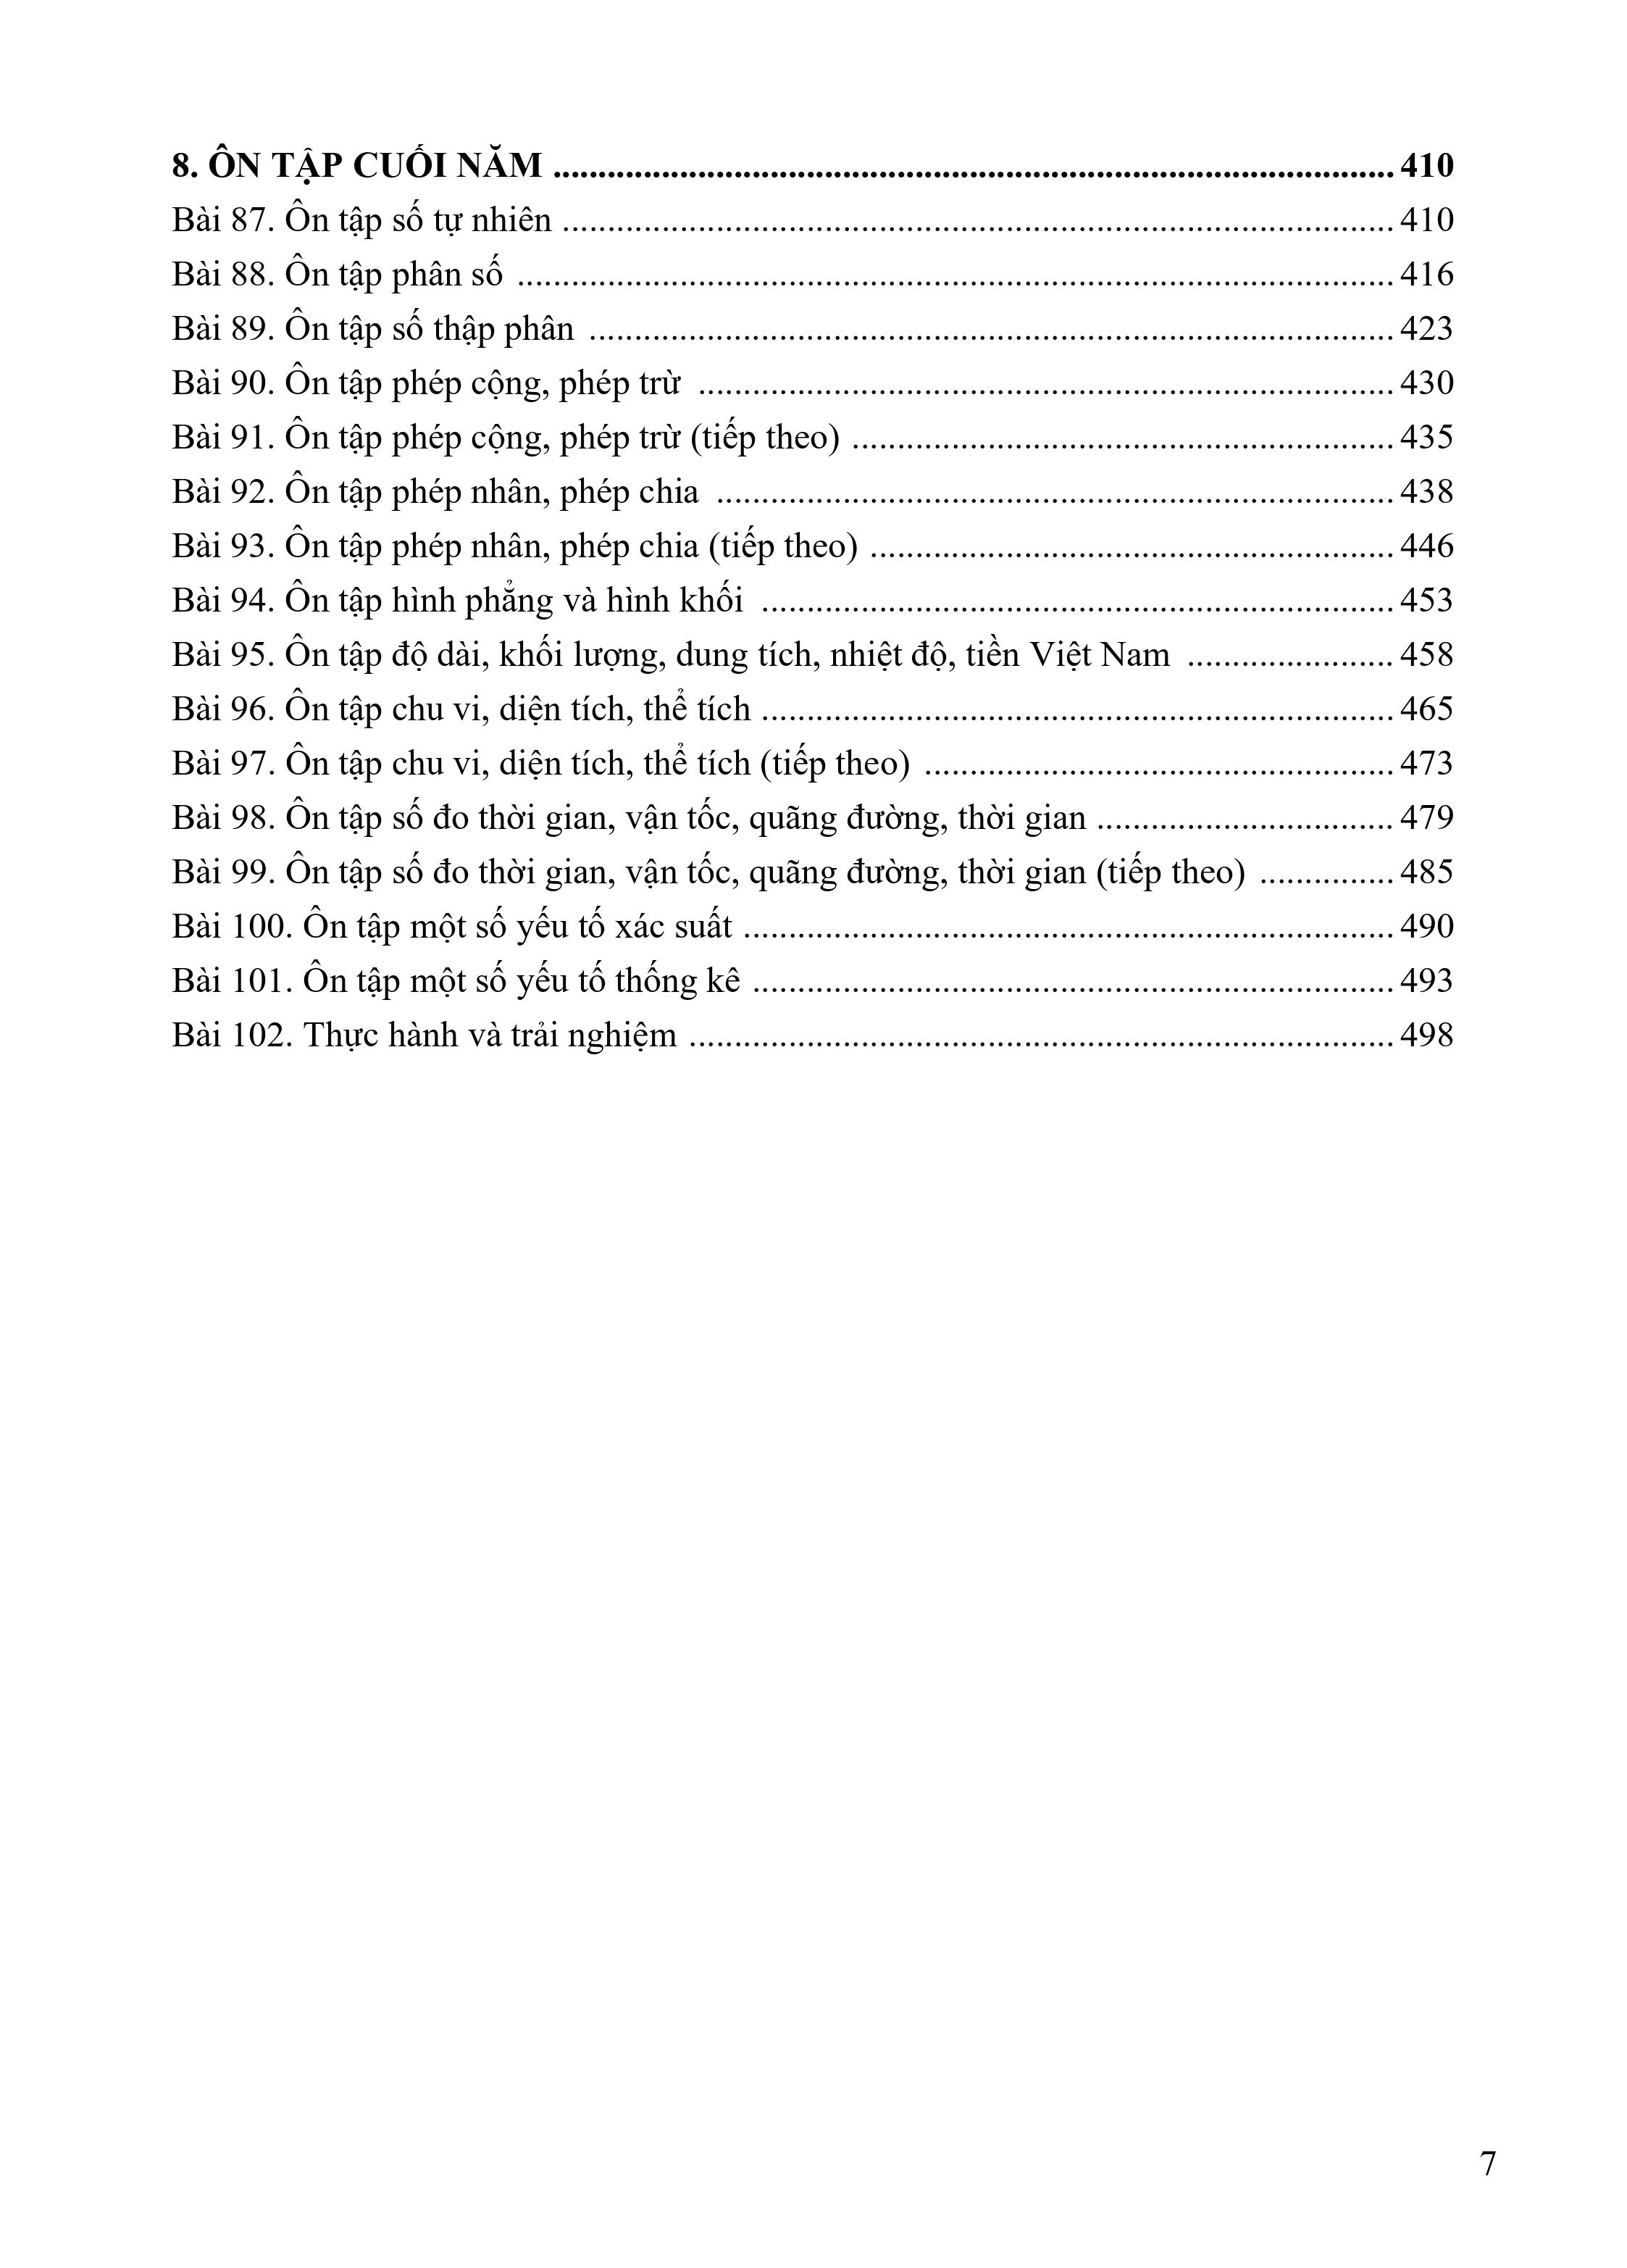 8. ÔN TẬP CUỐI NĂM ........................................ 410
Bài 87. Ôn tập số tự nhiên ........................................ 410
Bài 88. Ôn tập phân số ........................................ 416
Bài 89. Ôn tập số thập phân ........................................ 423
Bài 90. Ôn tập phép cộng, phép trừ ........................................ 430
Bài 91. Ôn tập phép cộng, phép trừ (tiếp theo) ........................................ 435
Bài 92. Ôn tập phép nhân, phép chia ........................................ 438
Bài 93. Ôn tập phép nhân, phép chia (tiếp theo) ........................................ 446
Bài 94. Ôn tập hình phẳng và hình khối ........................................ 453
Bài 95. Ôn tập độ dài, khối lượng, dung tích, nhiệt độ, tiền Việt Nam ....................... 458
Bài 96. Ôn tập chu vi, diện tích, thể tích ........................................ 465
Bài 97. Ôn tập chu vi, diện tích, thể tích (tiếp theo) ........................................ 473
Bài 98. Ôn tập số đo thời gian, vận tốc, quãng đường, thời gian ................................. 479
Bài 99. Ôn tập số đo thời gian, vận tốc, quãng đường, thời gian (tiếp theo) ............... 485
Bài 100. Ôn tập một số yếu tố xác suất ........................................ 490
Bài 101. Ôn tập một số yếu tố thống kê ........................................ 493
Bài 102. Thực hành và trải nghiệm ........................................ 498
7